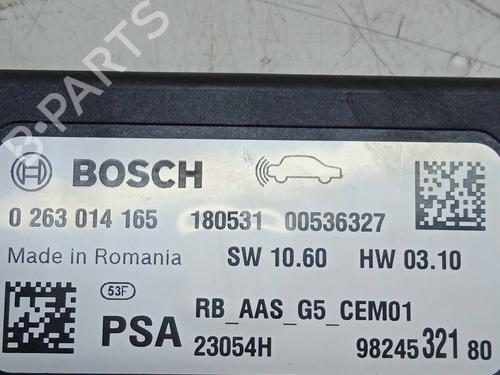 B-PARTS
BOSCH
0 263 014 165 180531 00536327
Made in Romania SW 10.60 HW 03.10
53F
RB_AAS_G5_CEM01
PSA 23054H 98245 321 80